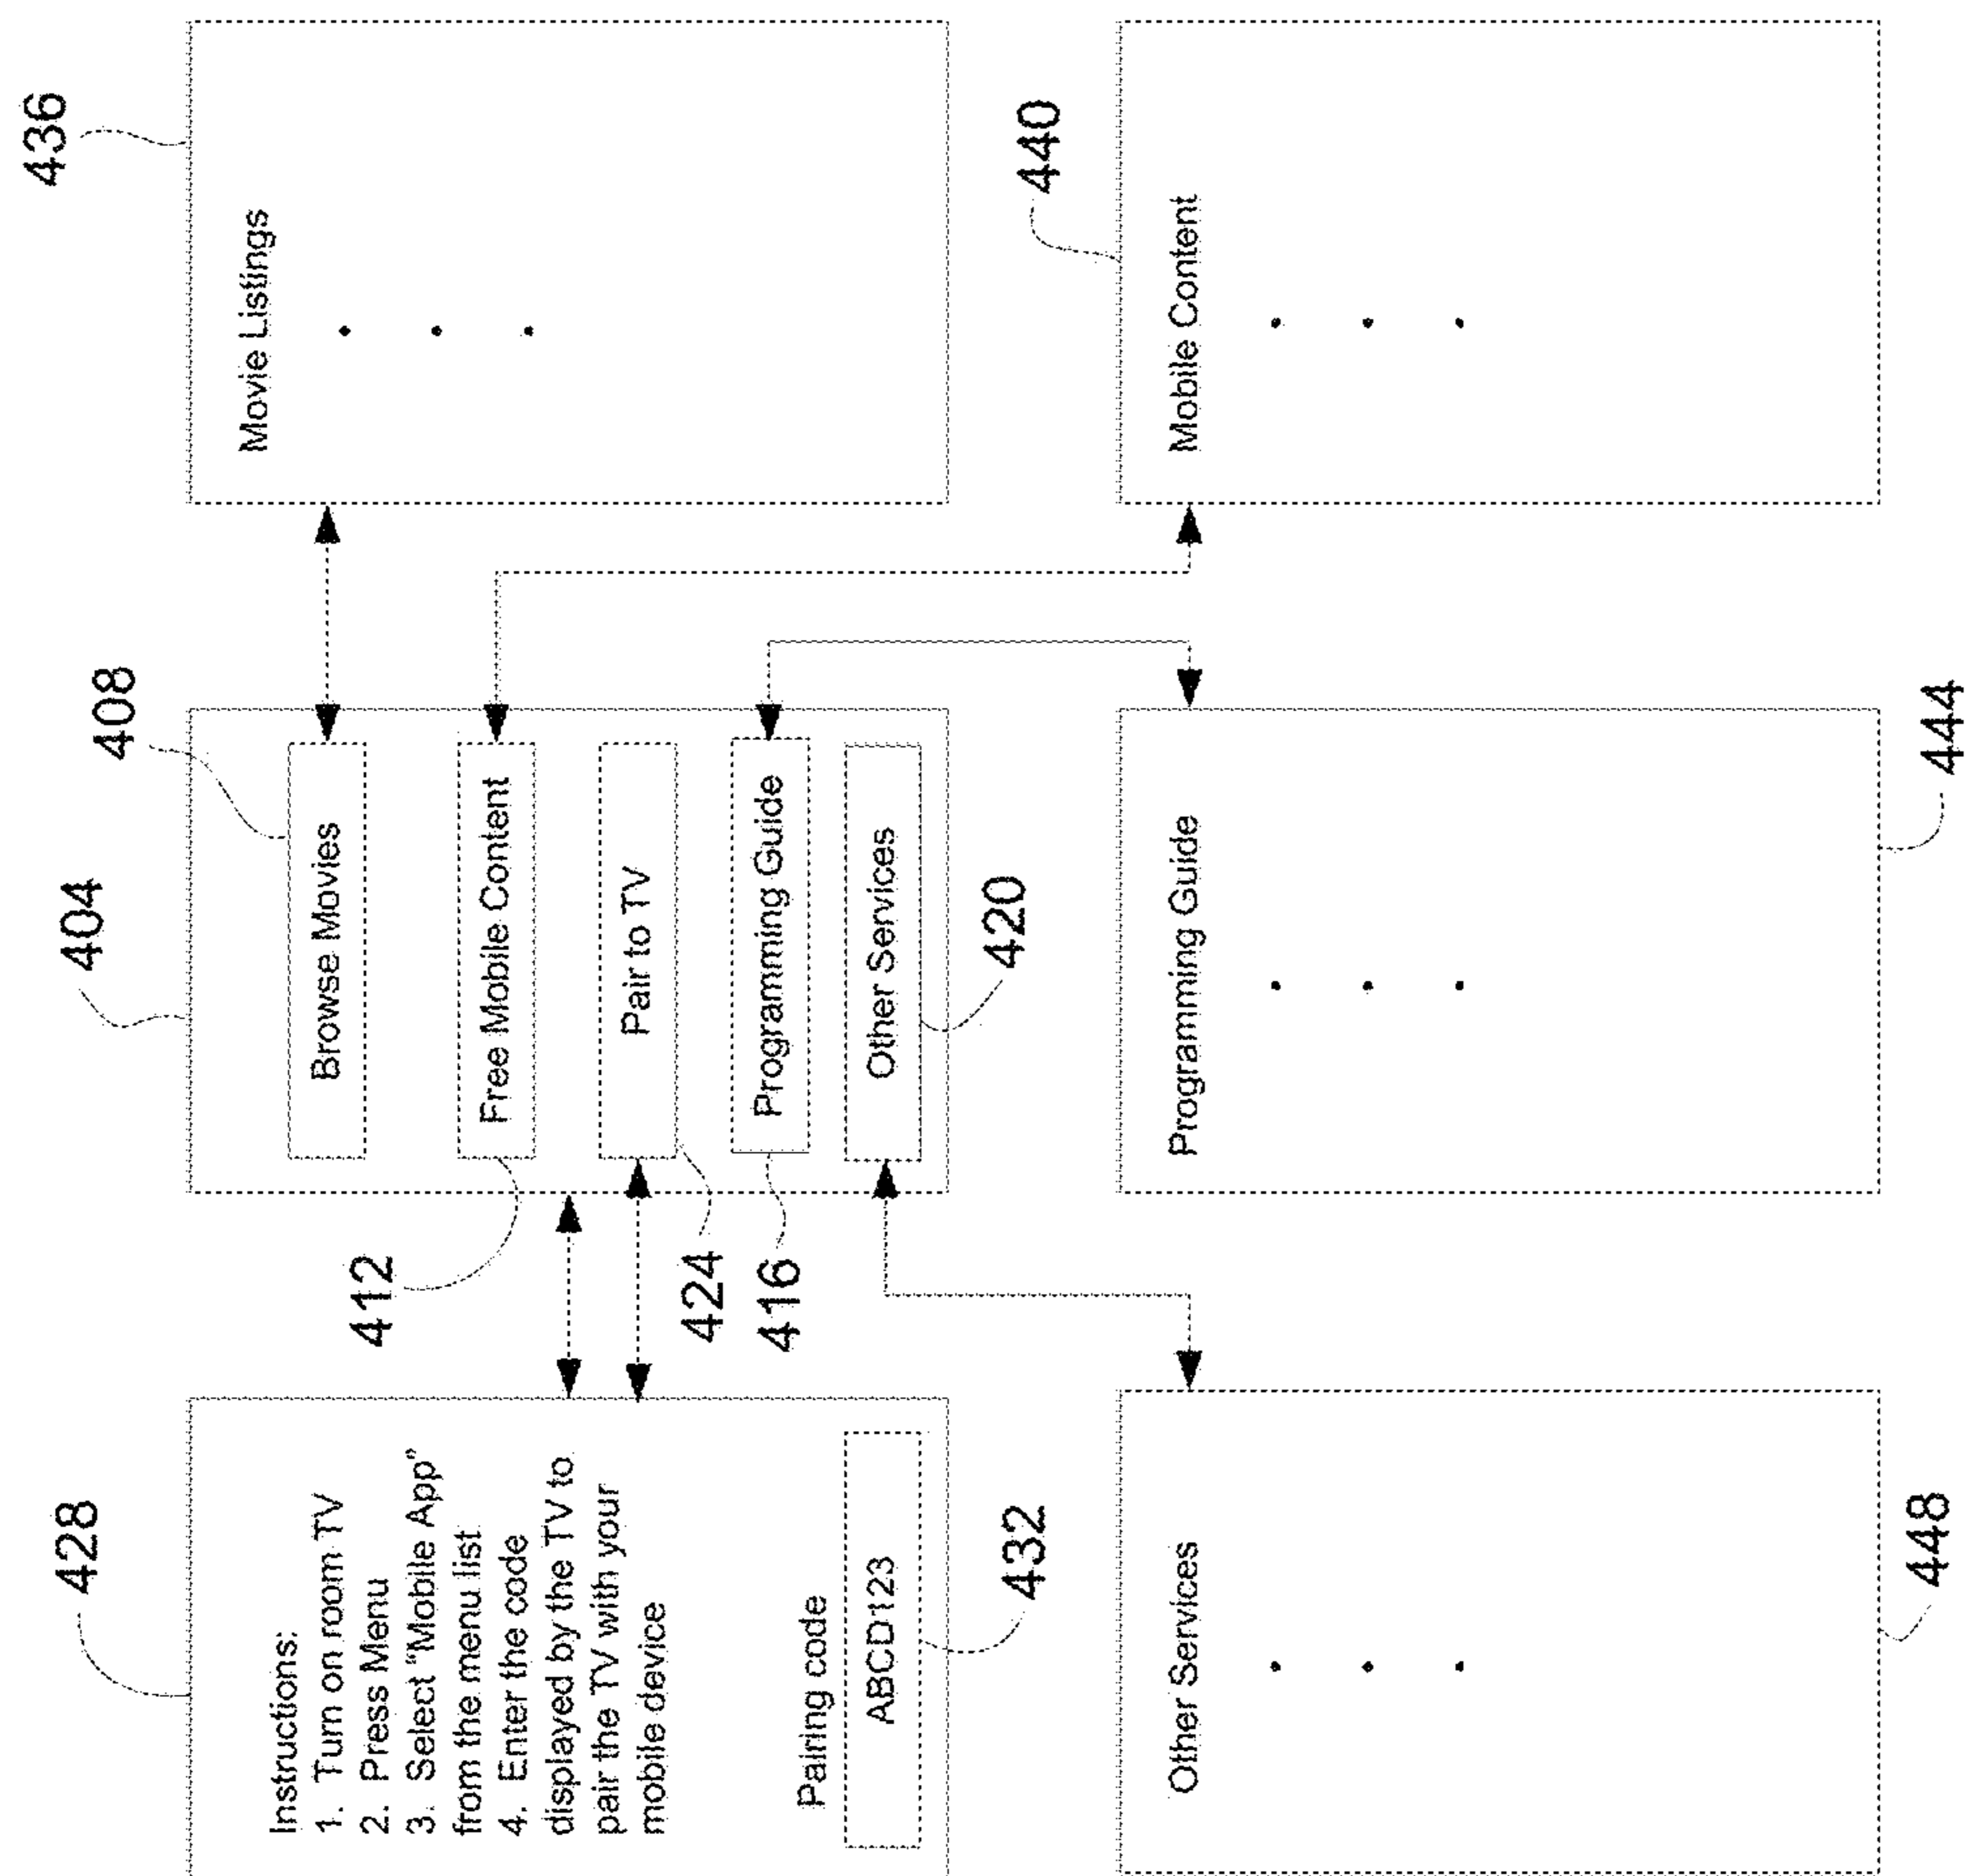 428
Instructions:
1. Turn on room TV
2. Press Menu
3. Select "Mobile App"
from the menu list
4. Enter the code
displayed by the TV to
pair the TV with your
mobile device
Pairing code
ABCD123
432
404
408
Browse Movies
Free Mobile Content
412
Pair to TV
424
Programming Guide
416
Other Services
420
436
Movie Listings
Other Services
448
Programming Guide
444
440
Mobile Content